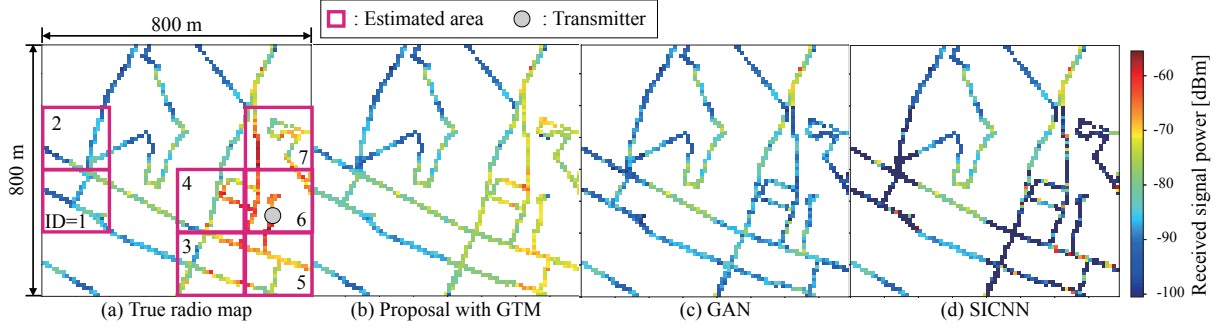 800 m
: Estimated area
: Transmitter
800 m
2
7
4
ID=1
6
3
5
(a) True radio map
(b) Proposal with GTM
(c) GAN
(d) SICNN
-60
-70
-80
-90
-100
Received signal power [dBm]